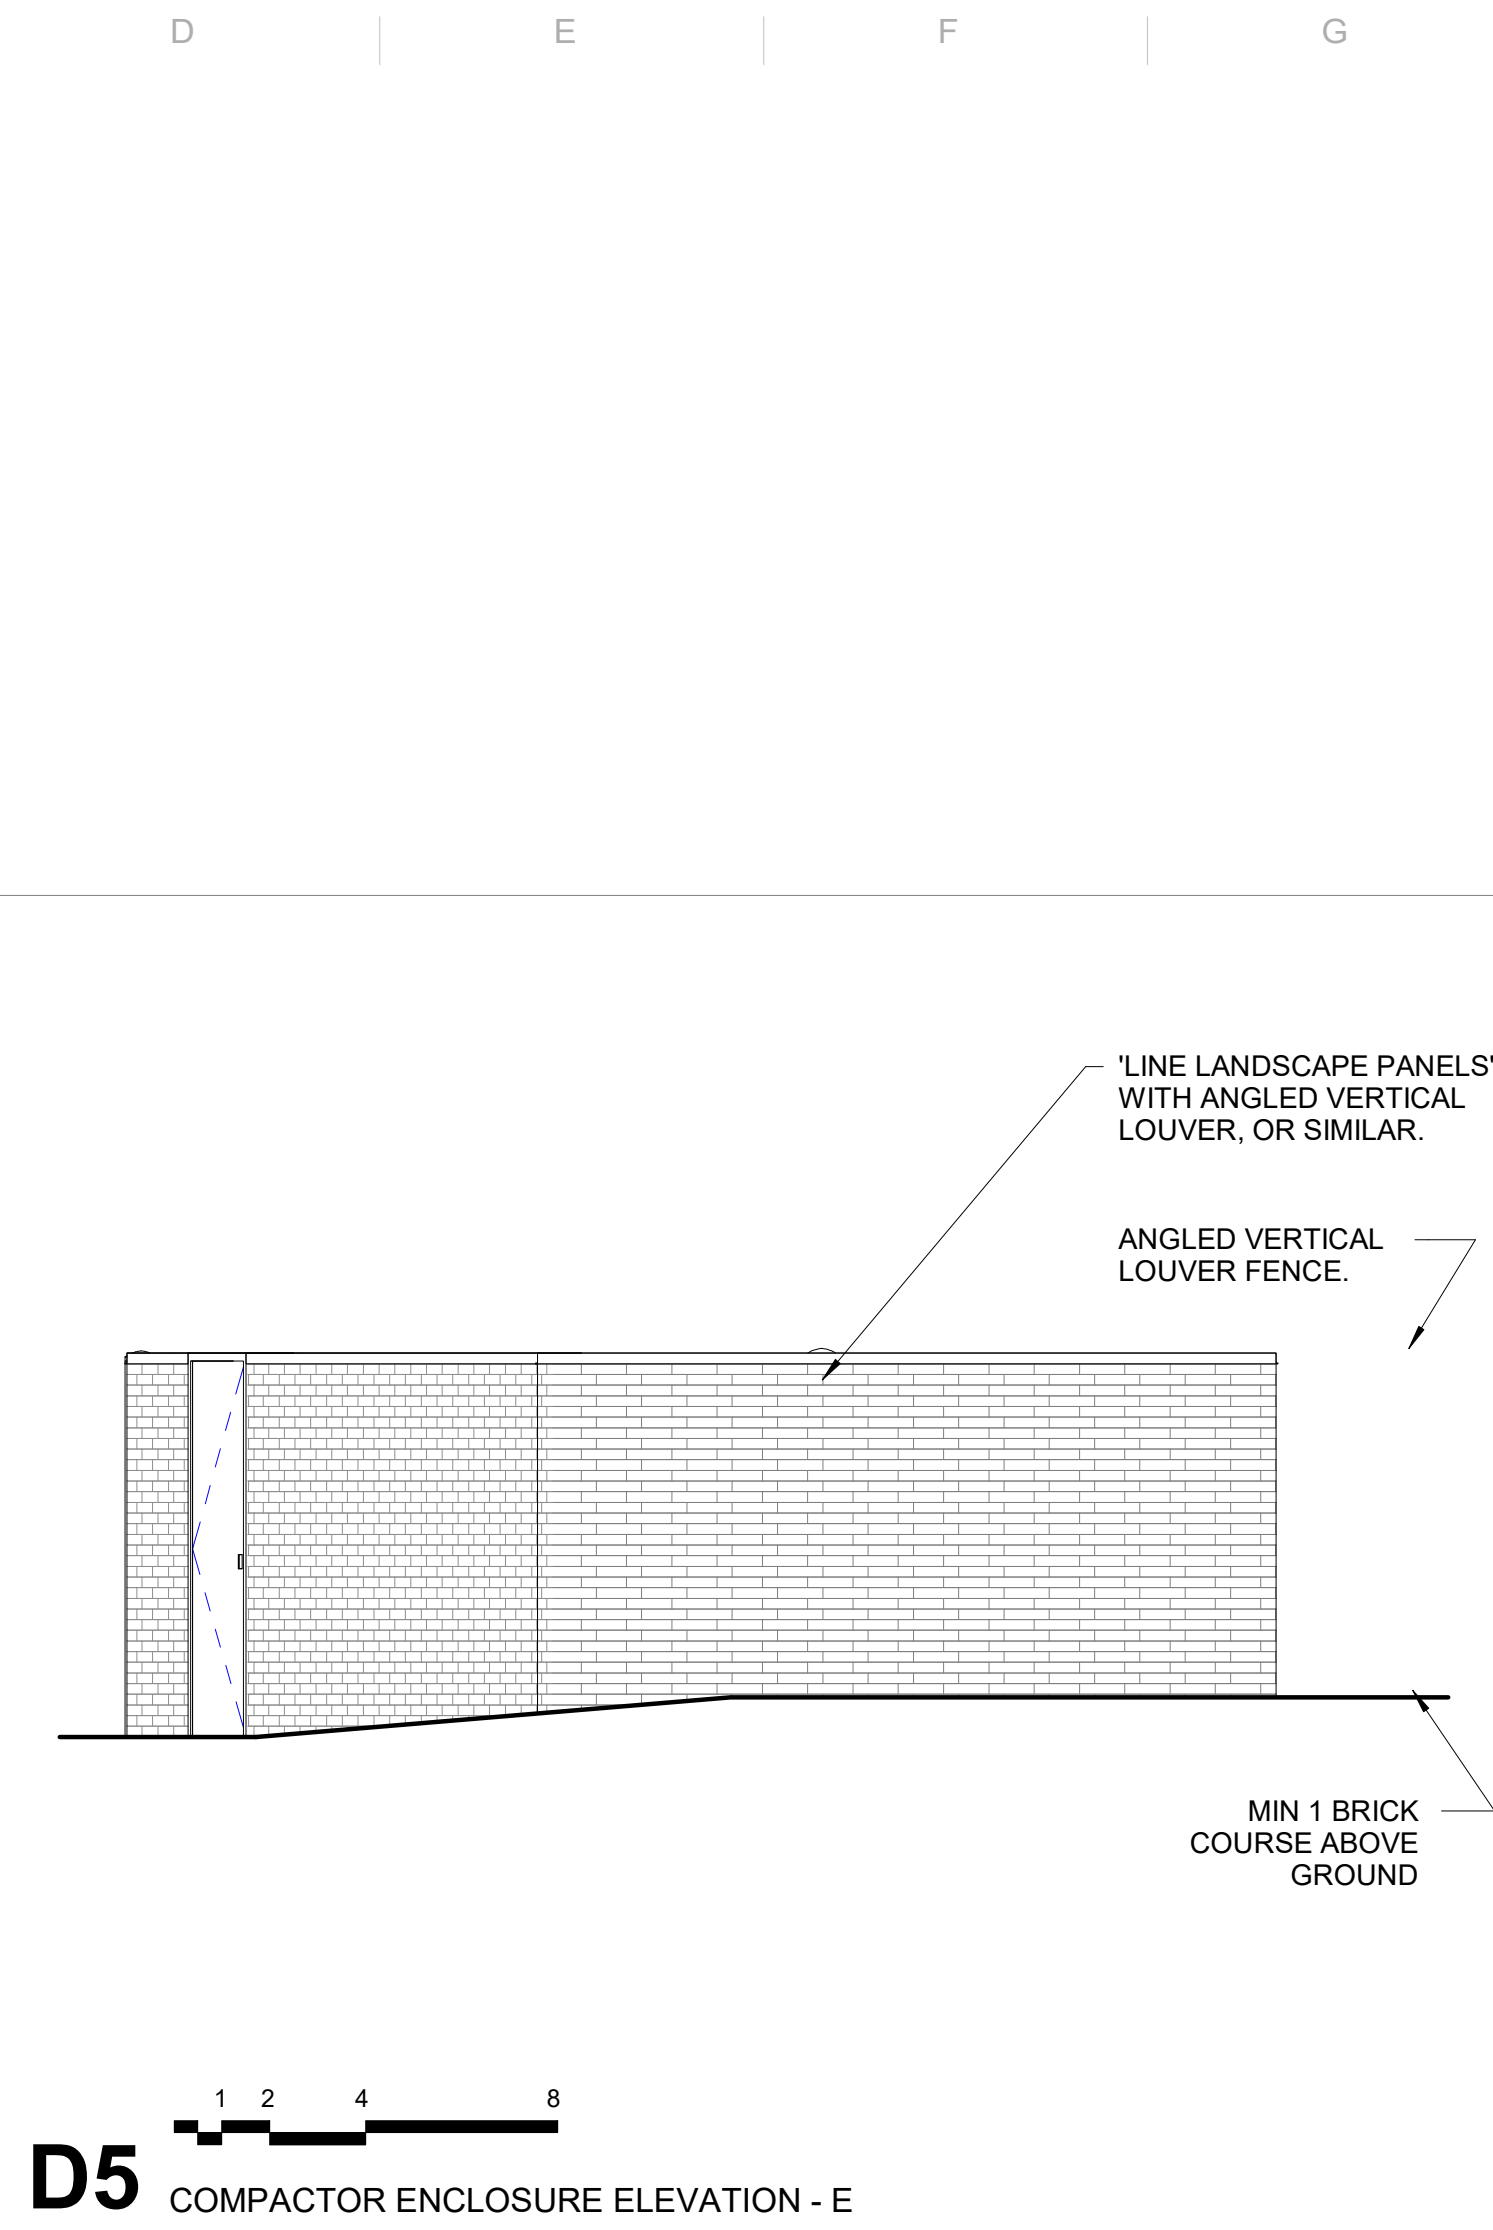 D E F G
'LINE LANDSCAPE PANELS'
WITH ANGLED VERTICAL
LOUVER, OR SIMILAR.
ANGLED VERTICAL
LOUVER FENCE.
MIN 1 BRICK
COURSE ABOVE
GROUND
1 2 4 8
D5 COMPACTOR ENCLOSURE ELEVATION - E